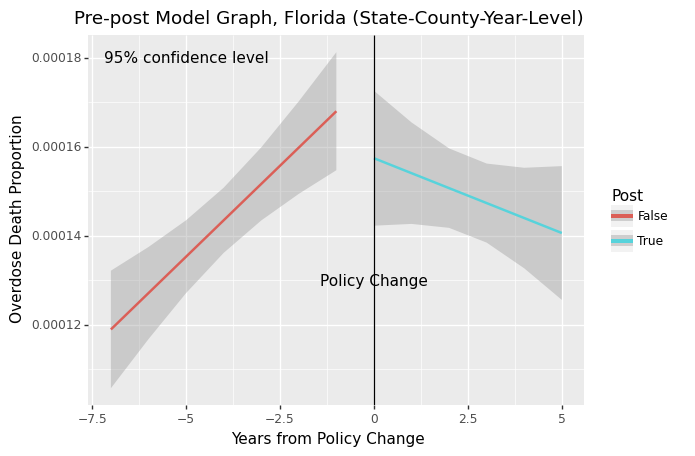 Pre-post Model Graph, Florida (State-County-Year-Level)
95% confidence level
0.00018
0.00016
0.00014
0.00012
Overdose Death Proportion
Policy Change
Post
False
True
−7.5
−5
−2.5
0
2.5
5
Years from Policy Change